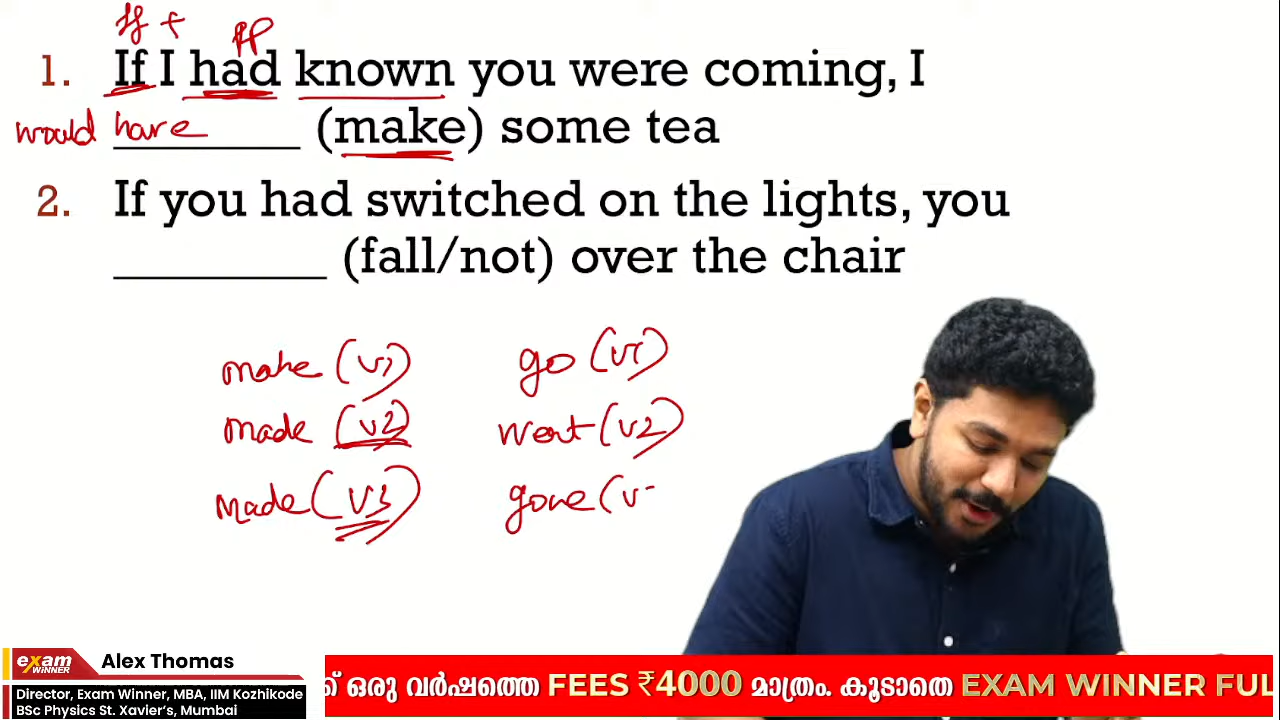 If + pp
1. If I had known you were coming, I
would have ________ (make) some tea
2. If you had switched on the lights, you
________ (fall/not) over the chair
make (v1) go (v1)
made (v2) went (v2)
made (v3) gone (v
exam WINNER Alex Thomas
Director, Exam Winner, MBA, IIM Kozhikode
BSc Physics St. Xavier's, Mumbai
ഒരു വർഷത്തെ FEES ₹4000 മാത്രം. കൂടാതെ EXAM WINNER FUL